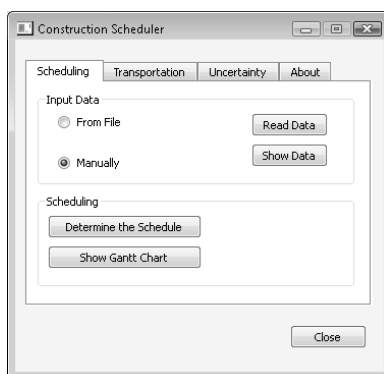 Construction Scheduler
Scheduling Transportation Uncertainty About
Input Data
From File
Read Data
Manually
Show Data
Scheduling
Determine the Schedule
Show Gantt Chart
Close